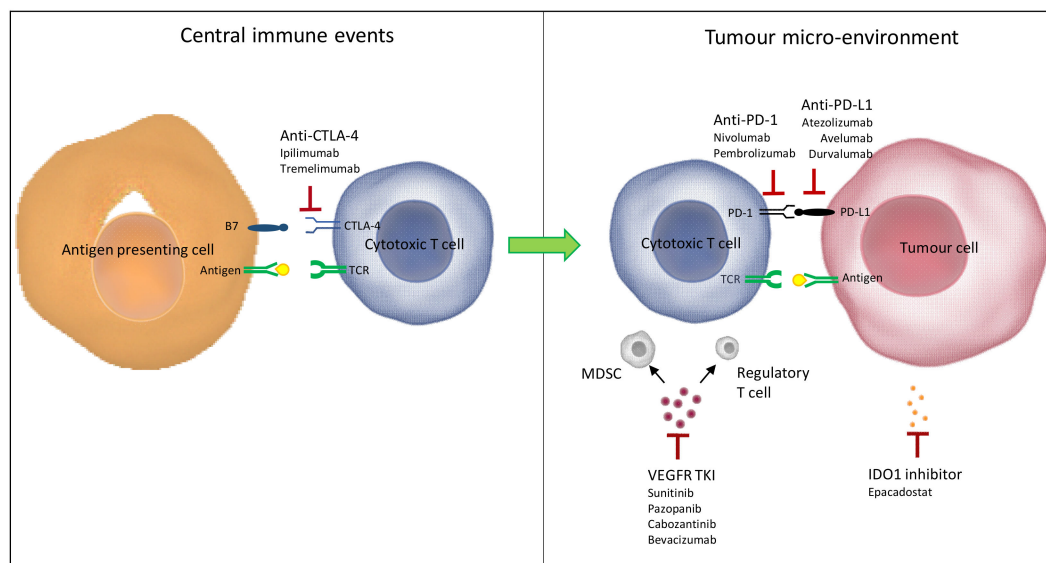 Central immune events
Anti-CTLA-4
Ipilimumab
Tremelimumab
B7
CTLA-4
Antigen presenting cell
Cytotoxic T cell
Antigen
TCR
Tumour micro-environment
Anti-PD-1
Nivolumab
Pembrolizumab
Anti-PD-L1
Atezolizumab
Avelumab
Durvalumab
PD-1
PD-L1
Cytotoxic T cell
Tumour cell
TCR
Antigen
MDSC
Regulatory
T cell
VEGFR TKI
Sunitinib
Pazopanib
Cabozantinib
Bevacizumab
IDO1 inhibitor
Epacadostat